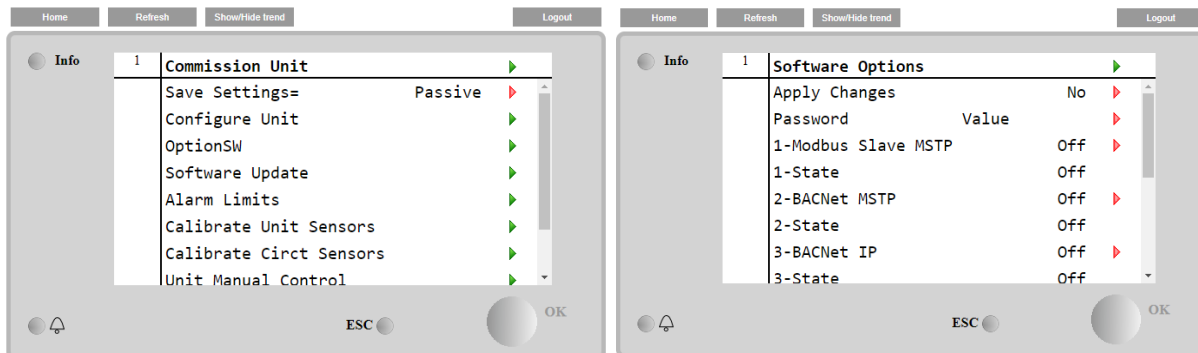 Home Refresh Show/Hide trend Logout
Info
1 Commission Unit
Save Settings= Passive
Configure Unit
OptionSW
Software Update
Alarm Limits
Calibrate Unit Sensors
Calibrate Circt Sensors
Unit Manual Control
ESC
OK
Home Refresh Show/Hide trend Logout
Info
1 Software Options
Apply Changes No
Password Value
1-Modbus Slave MSTP Off
1-State Off
2-BACNet MSTP Off
2-State Off
3-BACNet IP Off
3-State Off
ESC
OK